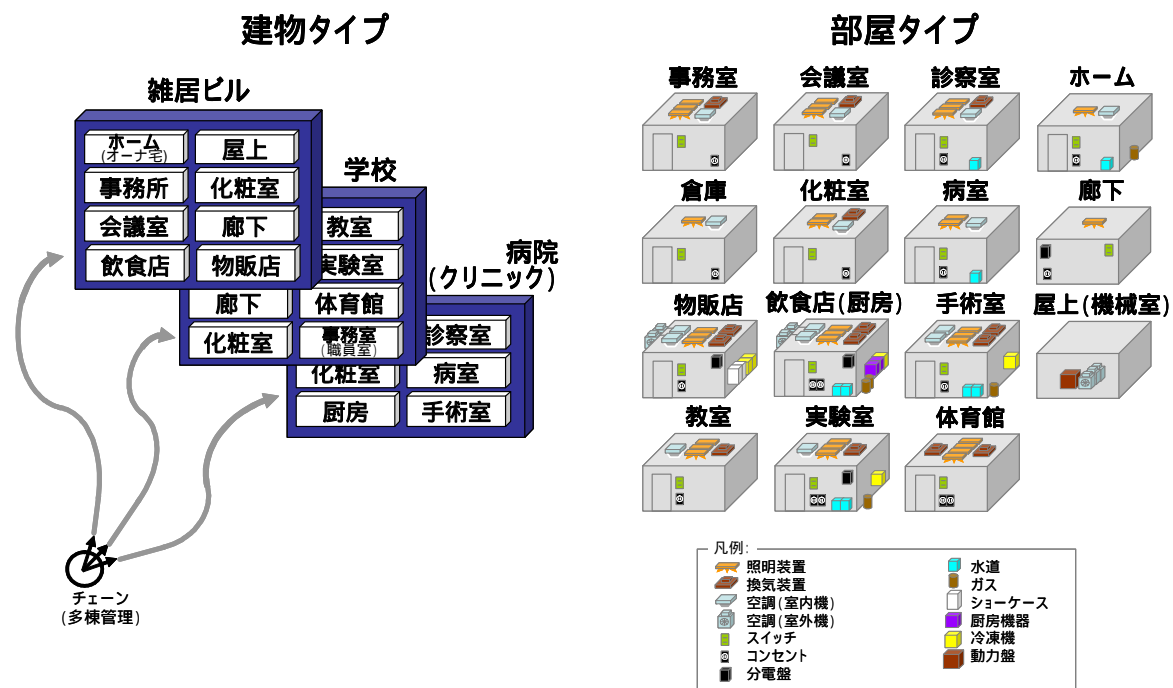 建物タイプ
雑居ビル
ホーム
(オーナ宅)
屋上
事務所
化粧室
会議室
廊下
飲食店
物販店
学校
教室
実験室
廊下
体育館
化粧室
事務室
(職員室)
病院
(クリニック)
診察室
化粧室
病室
厨房
手術室
チェーン
(多棟管理)
部屋タイプ
事務室
会議室
診察室
ホーム
倉庫
化粧室
病室
廊下
物販店
飲食店(厨房)
手術室
屋上(機械室)
教室
実験室
体育館
凡例:
照明装置
換気装置
空調(室内機)
空調(室外機)
スイッチ
コンセント
分電盤
水道
ガス
ショーケース
厨房機器
冷凍機
動力盤